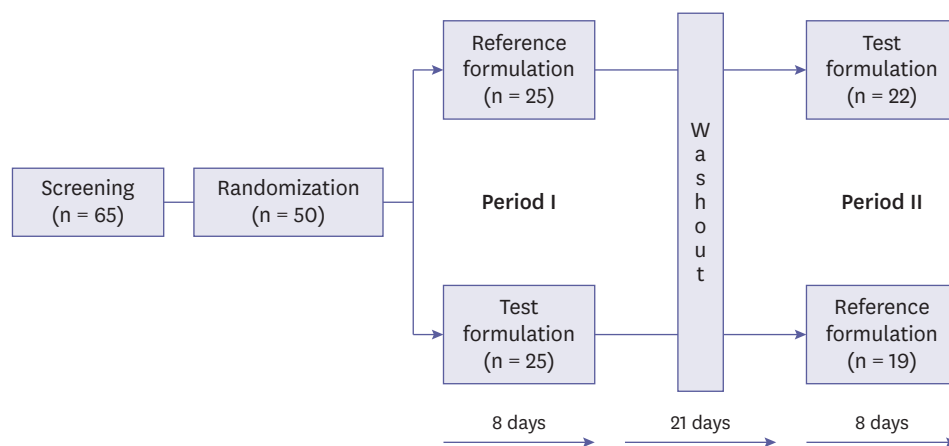 Screening
(n = 65)
Randomization
(n = 50)
Reference
formulation
(n = 25)
Test
formulation
(n = 22)
Period I
Washout
Period II
Test
formulation
(n = 25)
Reference
formulation
(n = 19)
8 days
21 days
8 days